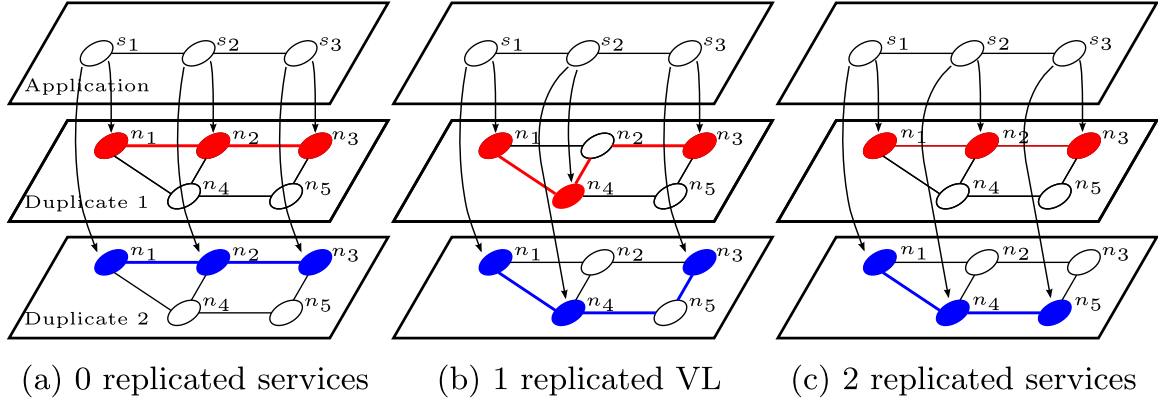 s1 s2 s3 s1 s2 s3 s1 s2 s3
Application
n1 n2 n3 n1 n2 n3 n1 n2 n3
n4 n5 n4 n5 n4 n5
Duplicate 1
n1 n2 n3 n1 n2 n3 n1 n2 n3
n4 n5 n4 n5 n4 n5
Duplicate 2
(a) 0 replicated services (b) 1 replicated VL (c) 2 replicated services